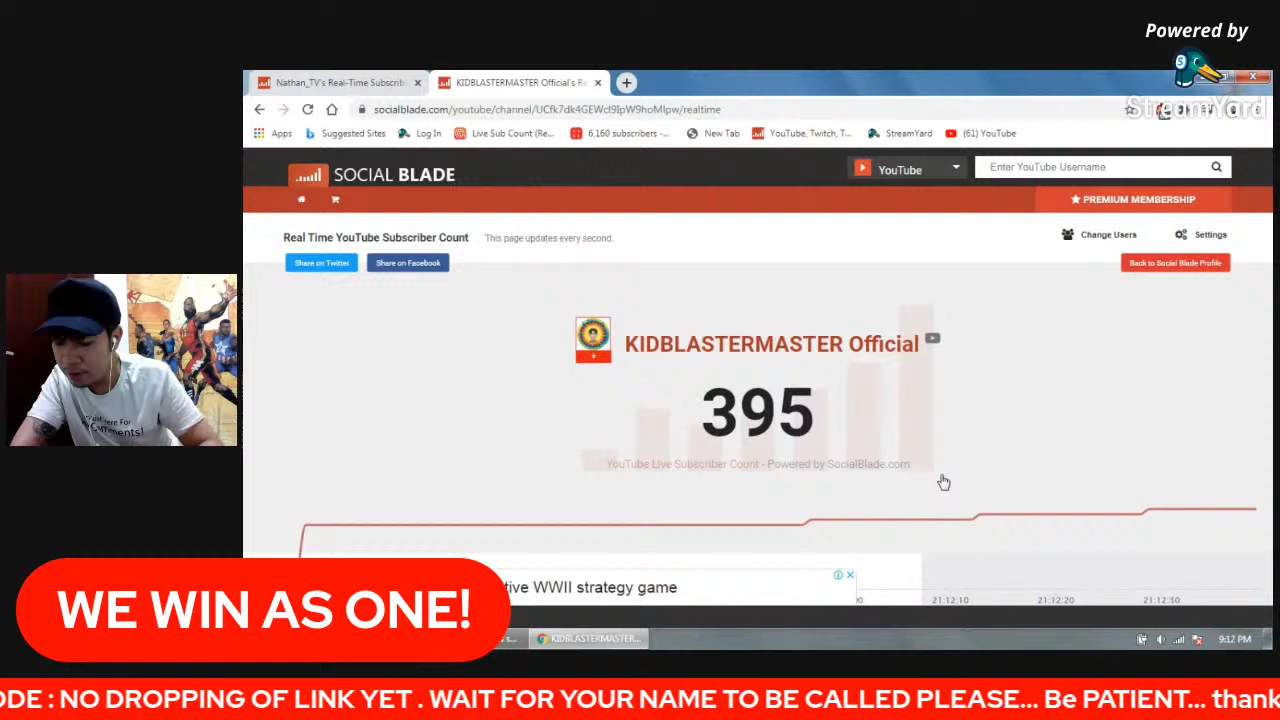 Powered by
StreamYard
Nathan_TV's Real-Time Subscrib
KIDBLASTERMASTER Official's Re
socialblade.com/youtube/channel/UCfk7dk4GEWcl9IpW9hoMlpw/realtime
Apps
Suggested Sites
Log In
Live Sub Count (Re...
6,160 subscribers -...
New Tab
YouTube, Twitch, T...
StreamYard
(61) YouTube
SOCIAL BLADE
YouTube
Enter YouTube Username
PREMIUM MEMBERSHIP
Real Time YouTube Subscriber Count
This page updates every second.
Change Users
Settings
Share on Twitter
Share on Facebook
Back to Social Blade Profile
KIDBLASTERMASTER Official
395
YouTube Live Subscriber Count - Powered by SocialBlade.com
Here For
My Comments!
tive WWII strategy game
21:12:10
21:12:20
21:12:30
WE WIN AS ONE!
KIDBLASTERMASTER...
9:12 PM
ODE : NO DROPPING OF LINK YET . WAIT FOR YOUR NAME TO BE CALLED PLEASE... Be PATIENT... thank